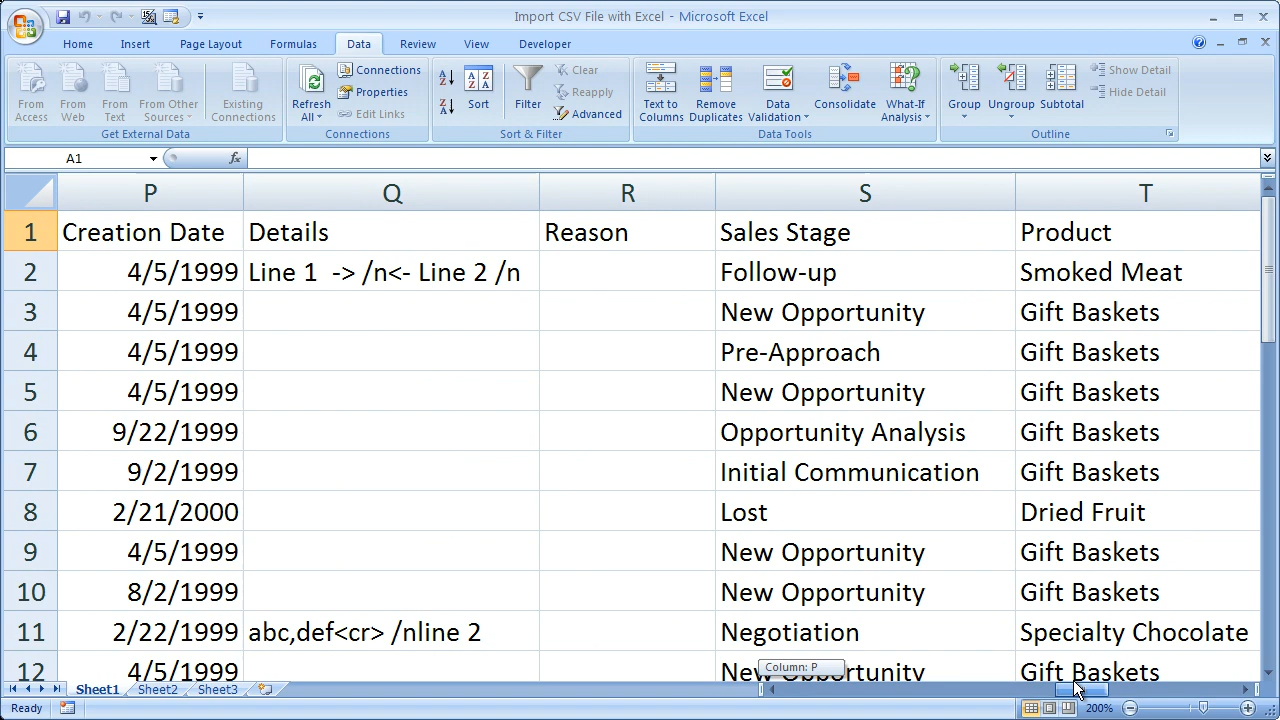 Import CSV File with Excel - Microsoft Excel
Home Insert Page Layout Formulas Data Review View Developer
From Access
From Web
From Text
From Other Sources
Existing Connections
Get External Data
Refresh All
Connections
Properties
Edit Links
Connections
Sort
Filter
Clear
Reapply
Advanced
Sort & Filter
Text to Columns
Remove Duplicates
Data Validation
Consolidate
What-If Analysis
Data Tools
Group
Ungroup
Subtotal
Show Detail
Hide Detail
Outline
A1 fx
P Q R S T
1 Creation Date Details Reason Sales Stage Product
2 4/5/1999 Line 1 -> /n<- Line 2 /n Follow-up Smoked Meat
3 4/5/1999 New Opportunity Gift Baskets
4 4/5/1999 Pre-Approach Gift Baskets
5 4/5/1999 New Opportunity Gift Baskets
6 9/22/1999 Opportunity Analysis Gift Baskets
7 9/2/1999 Initial Communication Gift Baskets
8 2/21/2000 Lost Dried Fruit
9 4/5/1999 New Opportunity Gift Baskets
10 8/2/1999 New Opportunity Gift Baskets
11 2/22/1999 abc,def<cr> /nline 2 Negotiation Specialty Chocolate
12 4/5/1999 New Opportunity Gift Baskets
Column: P
Sheet1 Sheet2 Sheet3
Ready 200%